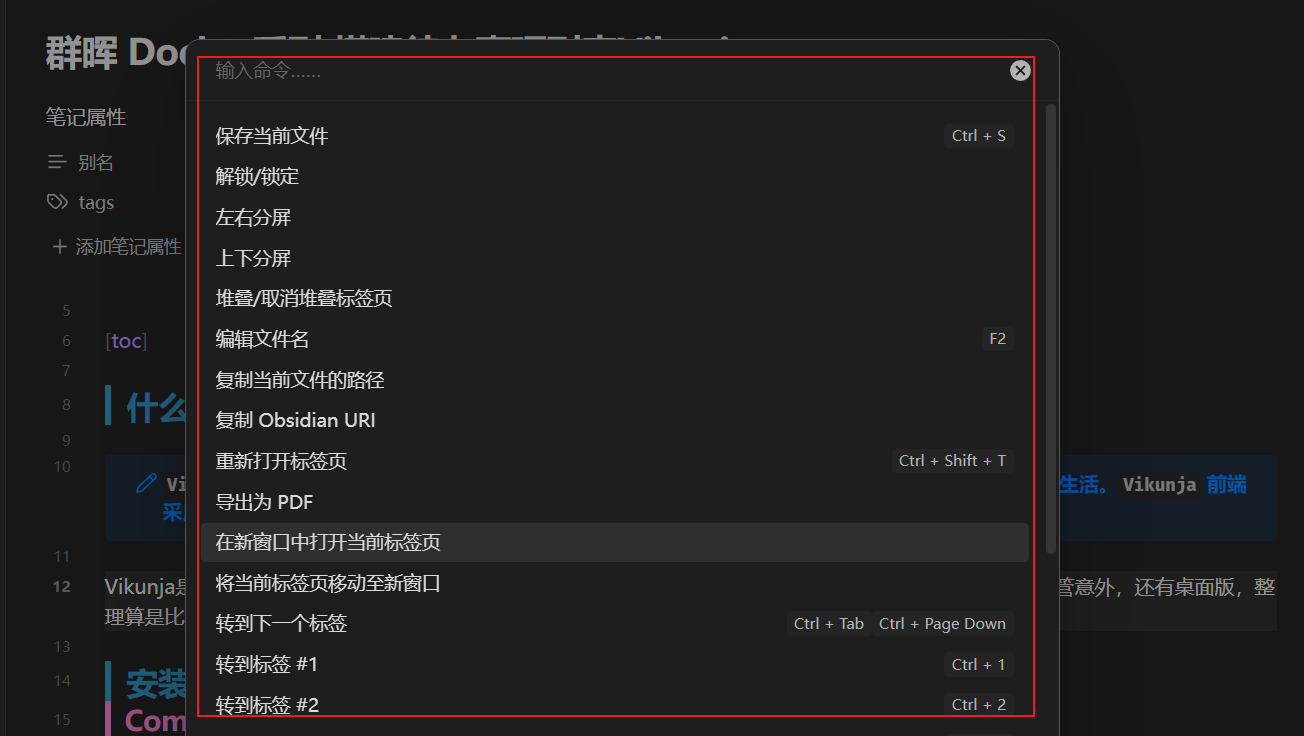 群晖 Doc
输入命令......
笔记属性
保存当前文件 Ctrl + S
别名
解锁/锁定
tags
左右分屏
添加笔记属性
上下分屏
堆叠/取消堆叠标签页
5
6 [toc]
编辑文件名 F2
7
复制当前文件的路径
8 什么
复制 Obsidian URI
9
重新打开标签页 Ctrl + Shift + T
10
Vi 生活。 Vikunja 前端
导出为 PDF
采
在新窗口中打开当前标签页
11
将当前标签页移动至新窗口
12 Vikunja是 管意外，还有桌面版，整
理算是比
转到下一个标签 Ctrl + Tab Ctrl + Page Down
13
转到标签 #1 Ctrl + 1
14 安装
转到标签 #2 Ctrl + 2
15 Com